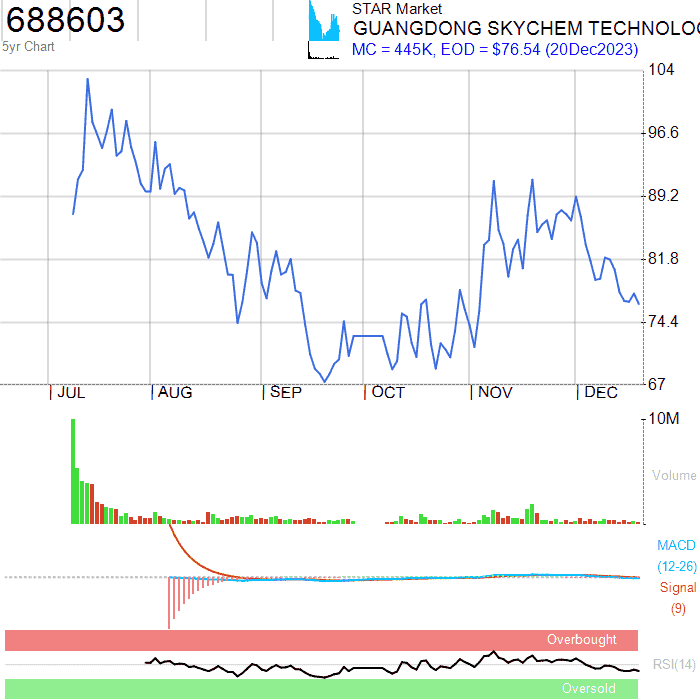 688603
5yr Chart
STAR Market
GUANGDONG SKYCHEM TECHNOLO
MC = 445K, EOD = $76.54 (20Dec2023)
104
96.6
89.2
81.8
74.4
67
JUL AUG SEP OCT NOV DEC
10M
Volume
MACD
(12-26)
Signal
(9)
Overbought
RSI(14)
Oversold